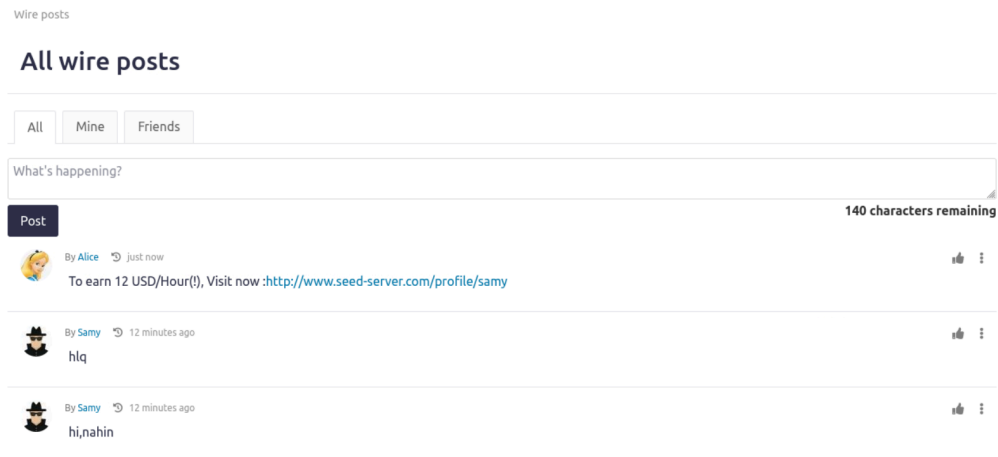 Wire posts
All wire posts
All Mine Friends
What's happening?
140 characters remaining
Post
By Alice just now
To earn 12 USD/Hour(!), Visit now :http://www.seed-server.com/profile/samy
By Samy 12 minutes ago
hlq
By Samy 12 minutes ago
hi,nahin